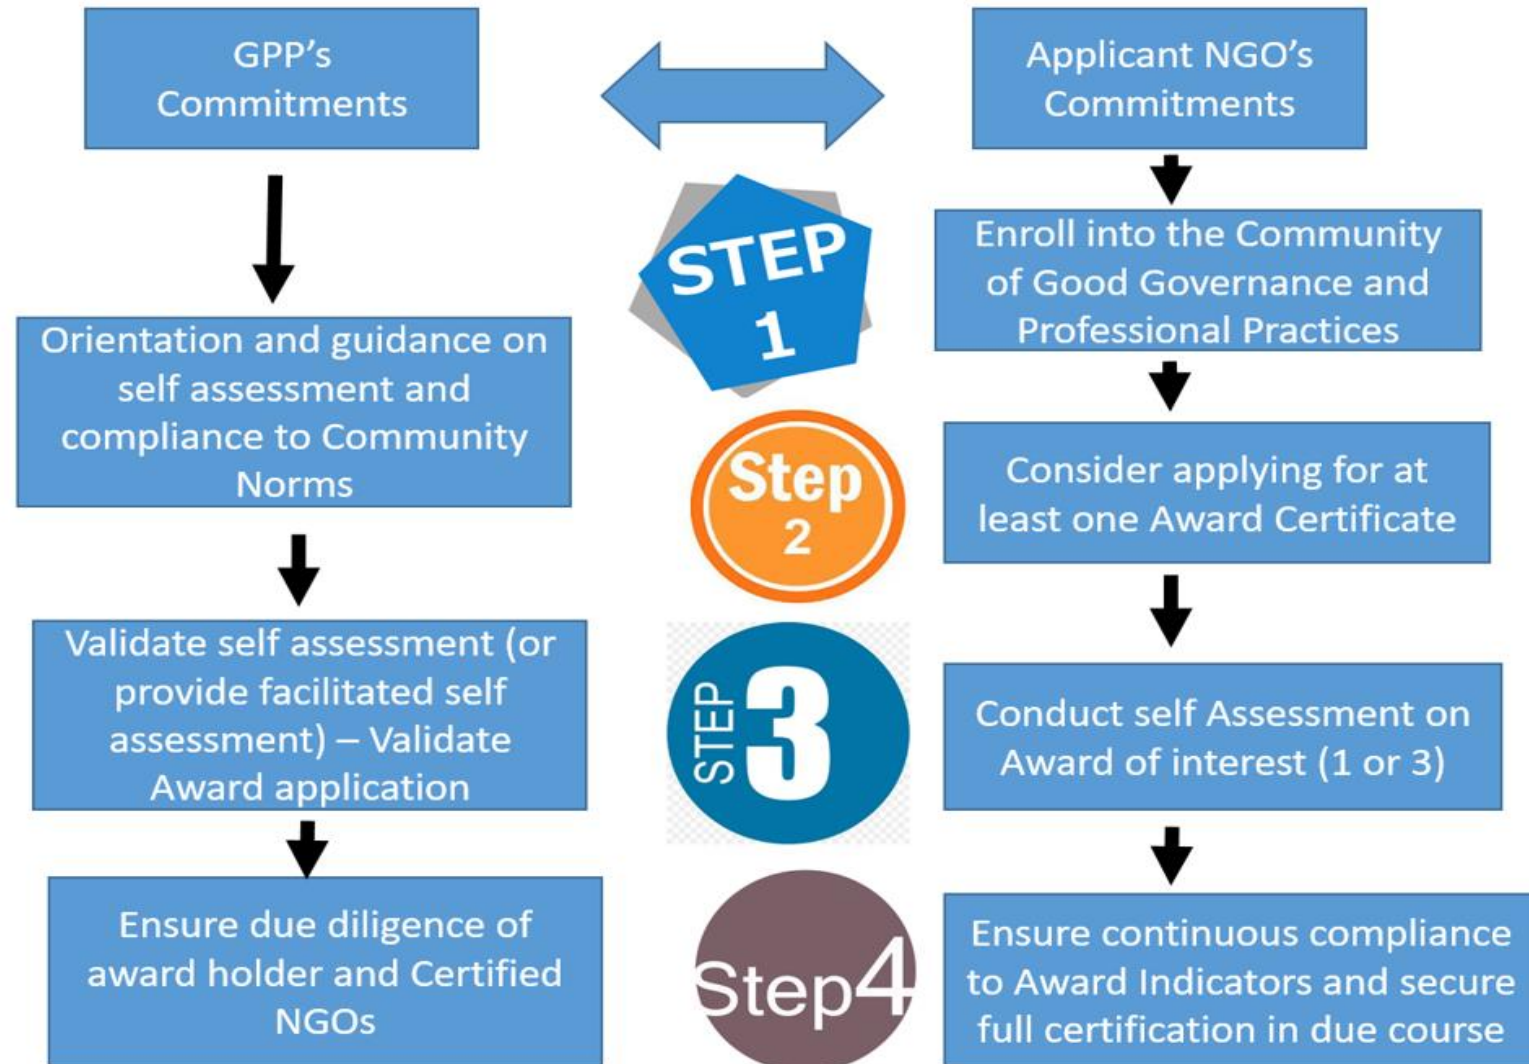 GPP's
Commitments
Applicant NGO's
Commitments
STEP
1
Enroll into the Community
of Good Governance and
Professional Practices
Orientation and guidance on
self assessment and
compliance to Community
Norms
Step
2
Consider applying for at
least one Award Certificate
Validate self assessment (or
provide facilitated self
assessment) – Validate
Award application
STEP
3
Conduct self Assessment on
Award of interest (1 or 3)
Ensure due diligence of
award holder and Certified
NGOs
Step4
Ensure continuous compliance
to Award Indicators and secure
full certification in due course